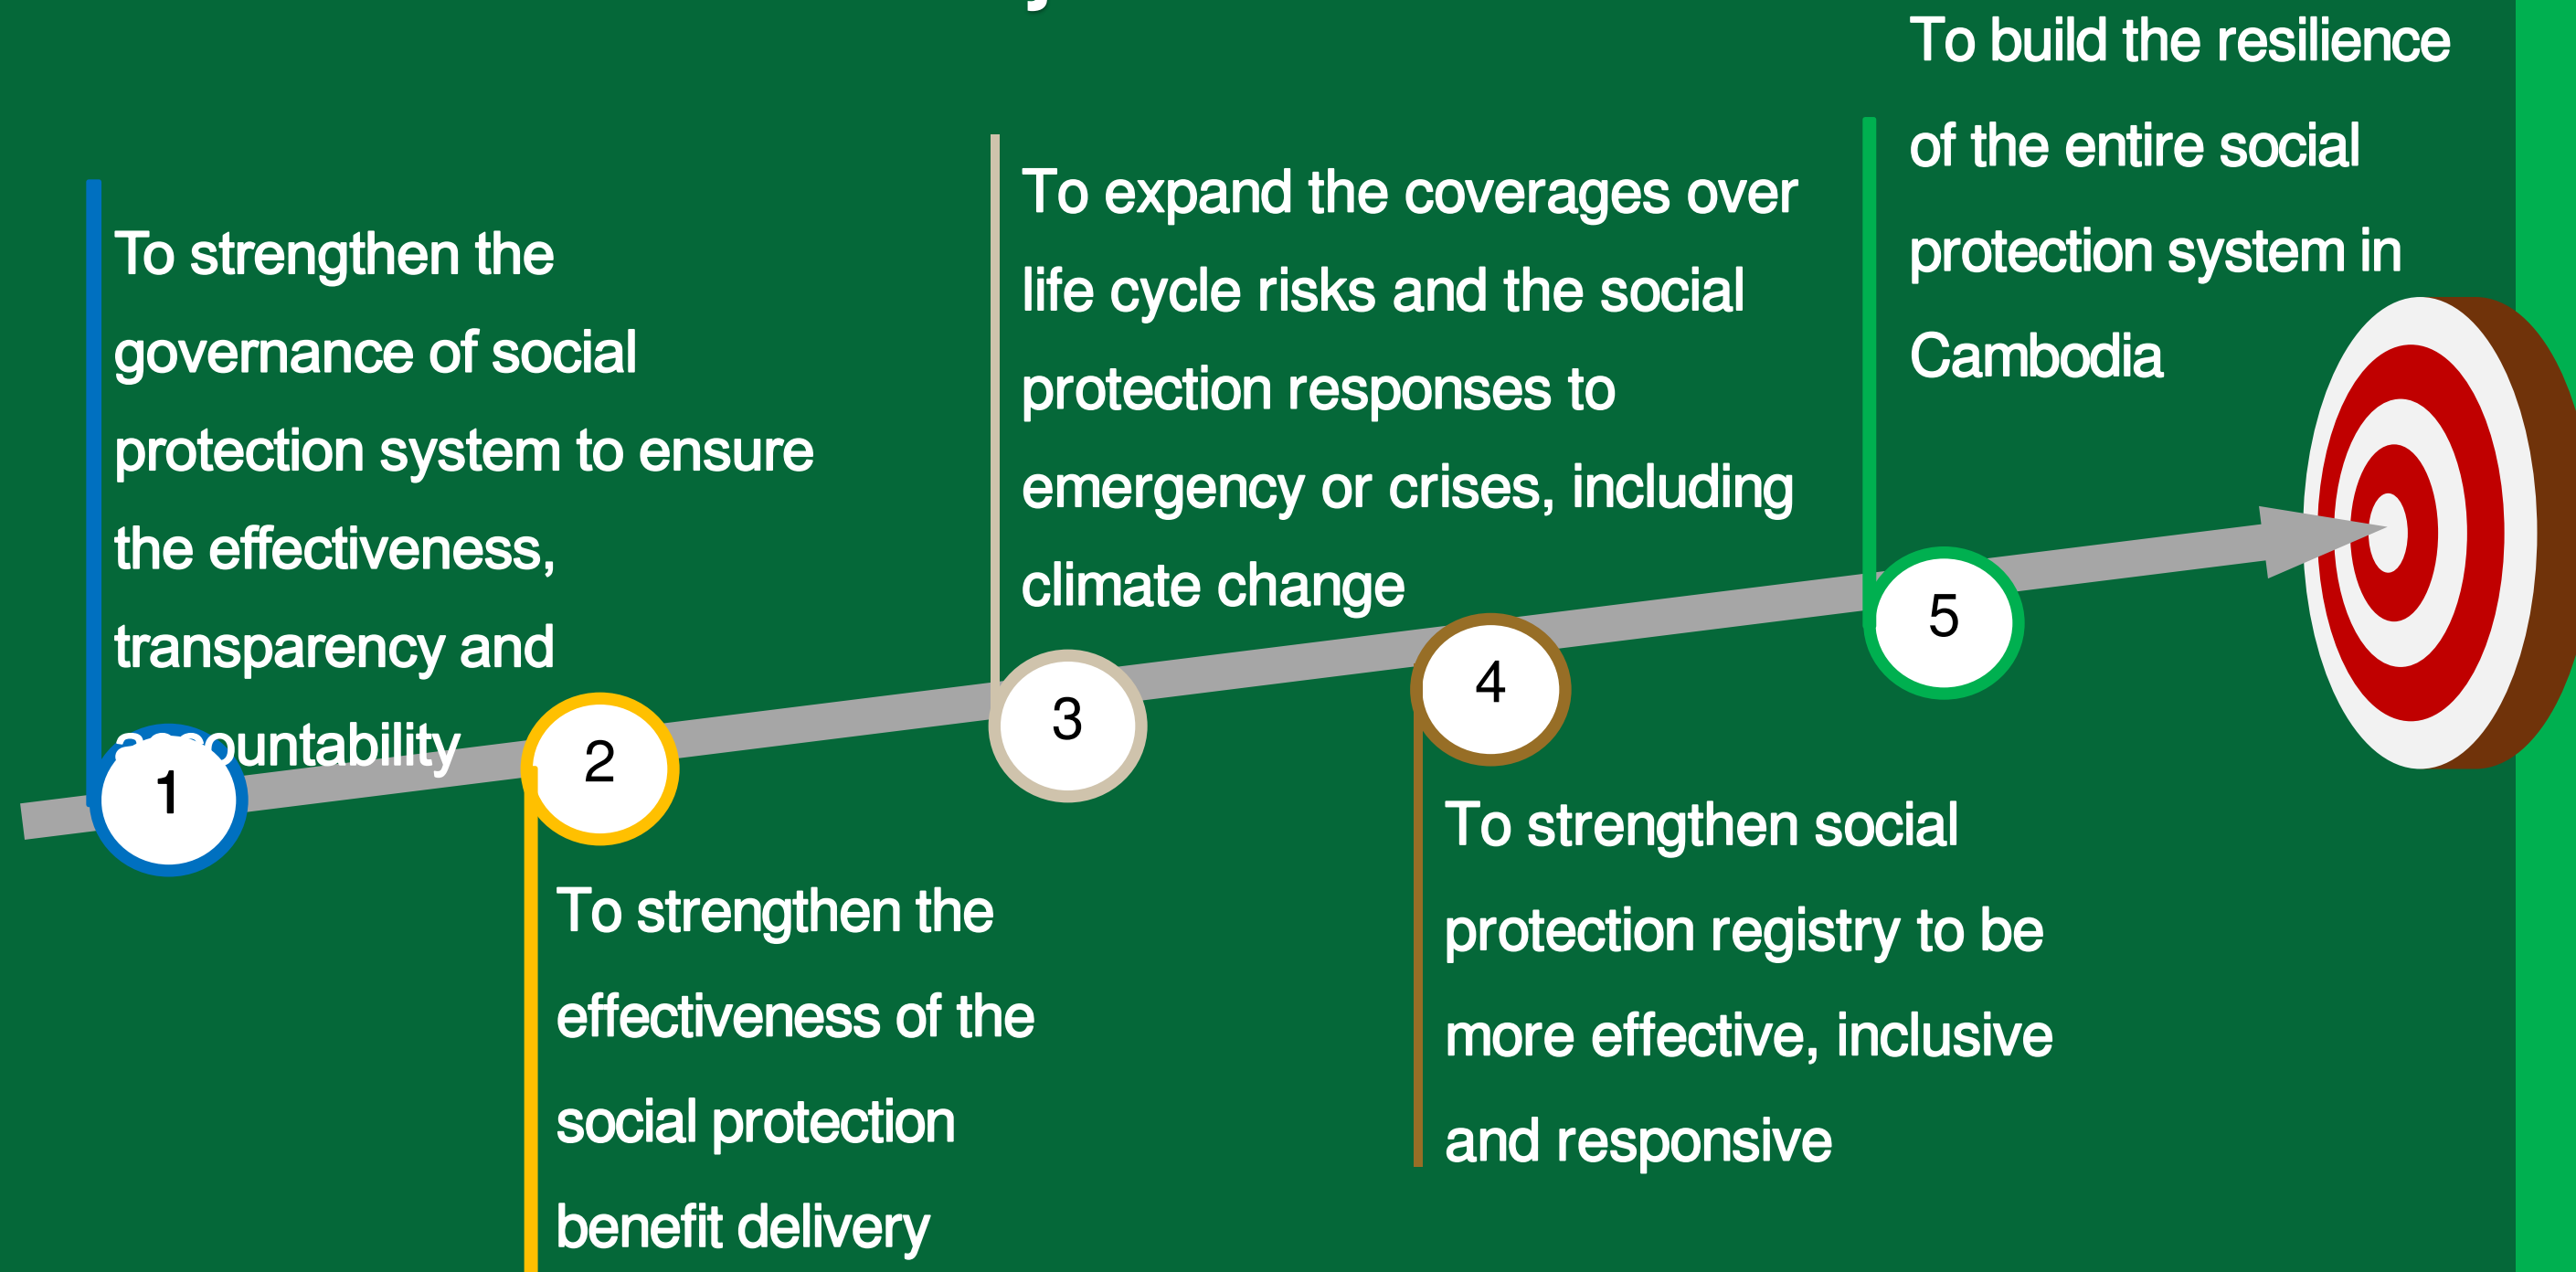 To strengthen the
governance of social
protection system to ensure
the effectiveness,
transparency and
accountability
1
2
To strengthen the
effectiveness of the
social protection
benefit delivery
To expand the coverages over
life cycle risks and the social
protection responses to
emergency or crises, including
climate change
3
4
To strengthen social
protection registry to be
more effective, inclusive
and responsive
To build the resilience
of the entire social
protection system in
Cambodia
5